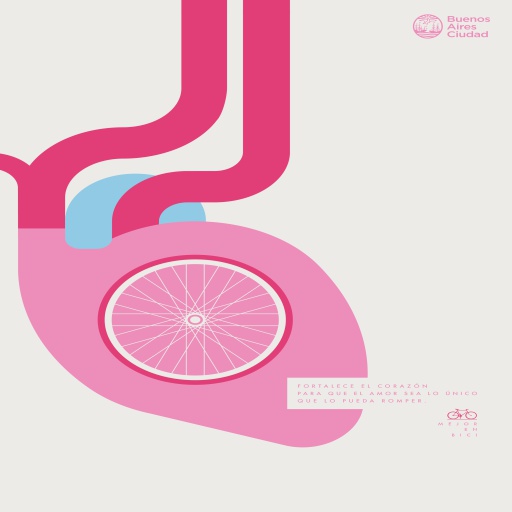 Buenos
Aires
Ciudad
FORTALECE EL CORAZÓN
PARA QUE EL AMOR SEA LO ÚNICO
QUE LO PUEDA ROMPER.
MEJOR
EN
BICI